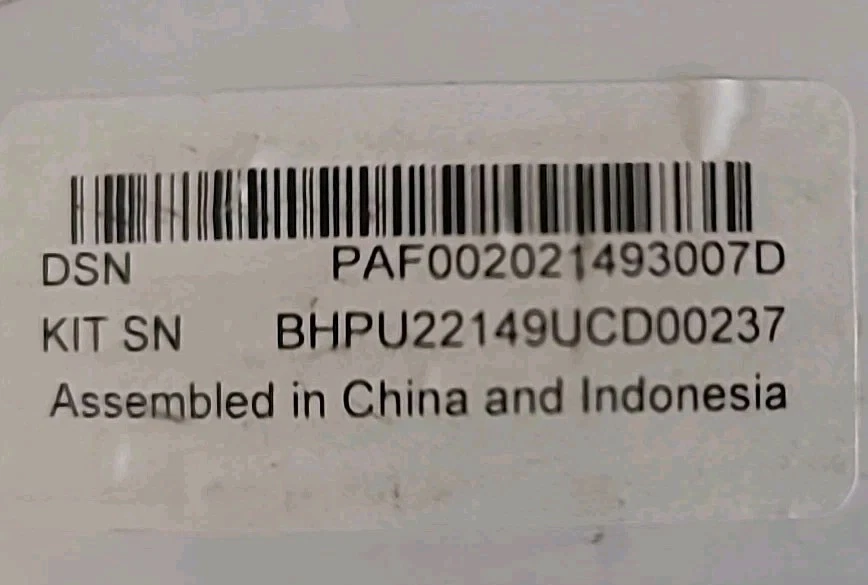 DSN PAF002021493007D
KIT SN BHPU22149UCD00237
Assembled in China and Indonesia